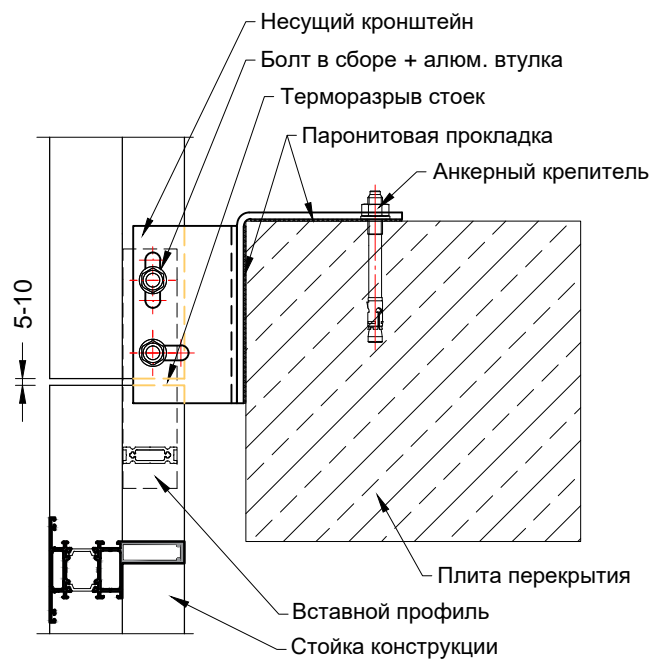 Несущий кронштейн
Болт в сборе + алюм. втулка
Терморазрыв стоек
Паронитовая прокладка
Анкерный крепитель
5-10
Плита перекрытия
Вставной профиль
Стойка конструкции